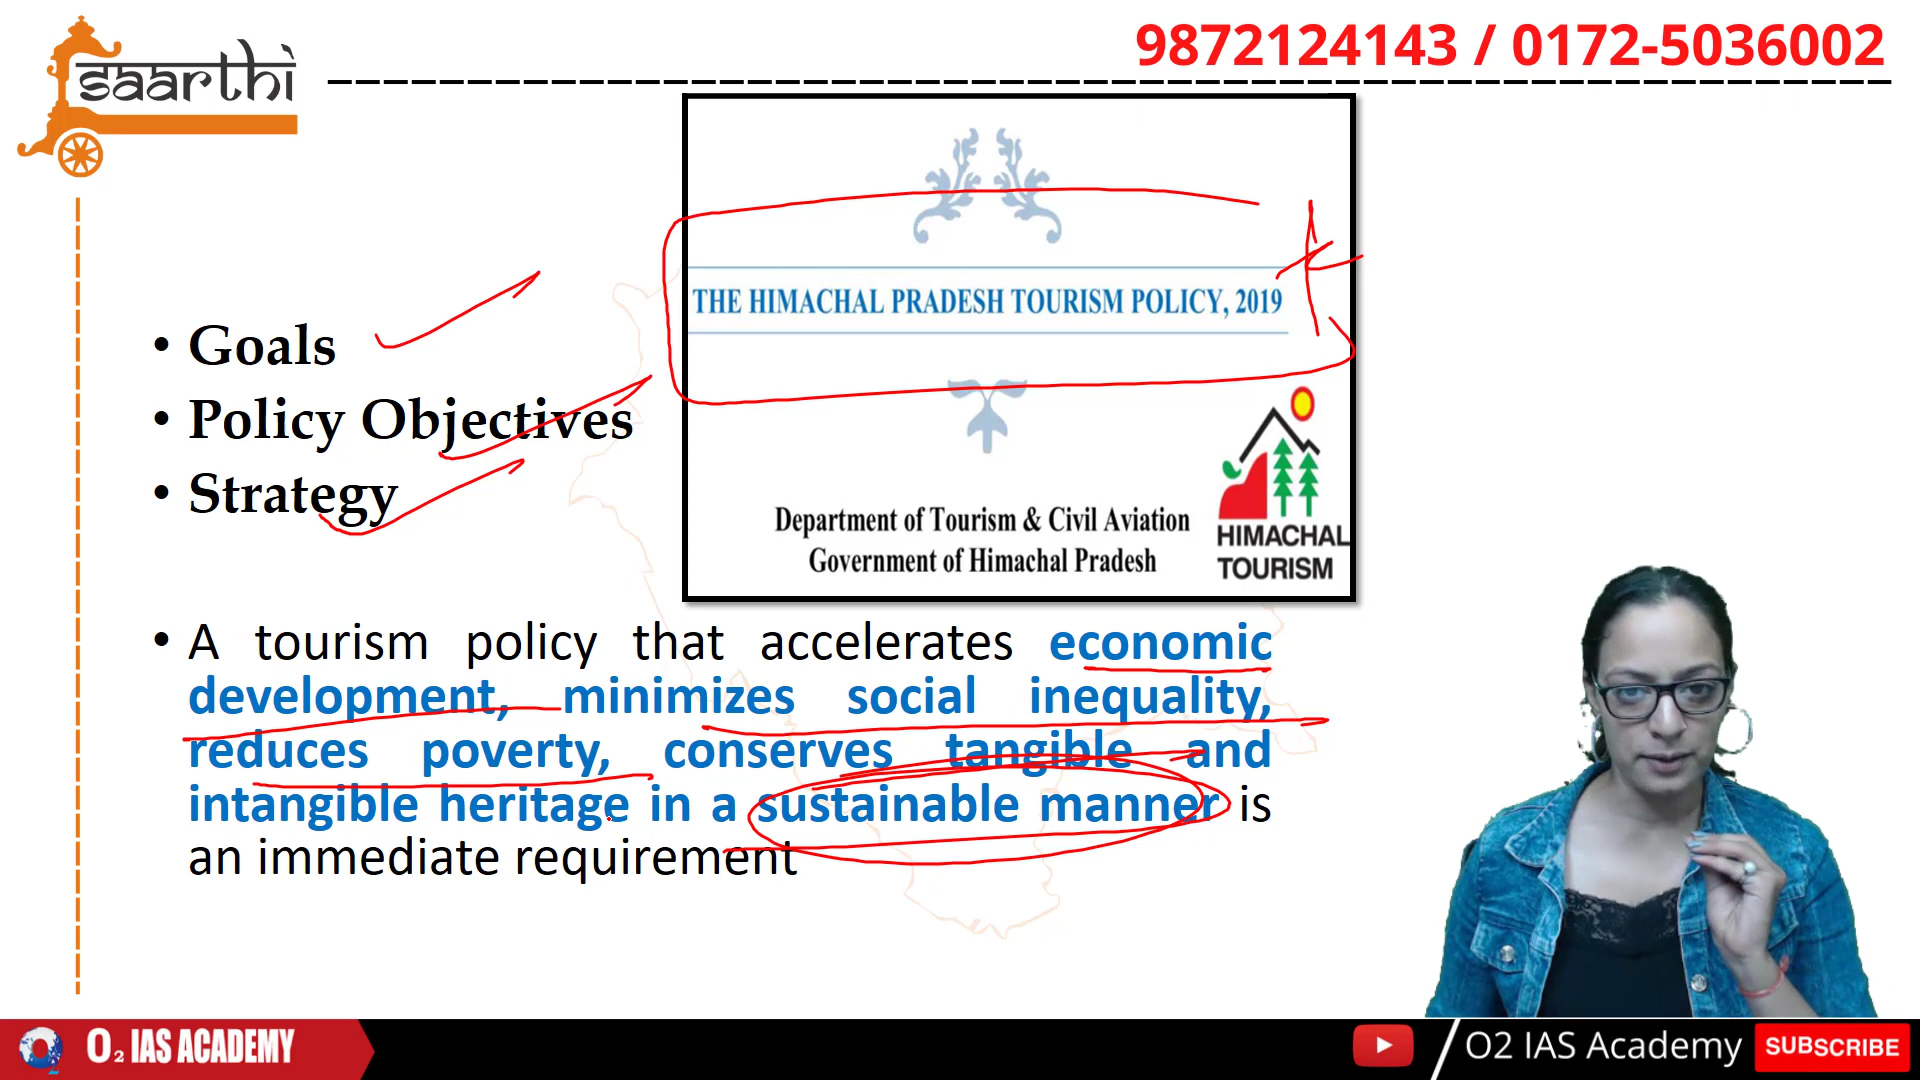 saarthi
9872124143 / 0172-5036002
THE HIMACHAL PRADESH TOURISM POLICY, 2019
• Goals
• Policy Objectives
• Strategy
Department of Tourism & Civil Aviation
Government of Himachal Pradesh
HIMACHAL
TOURISM
• A tourism policy that accelerates economic
development, minimizes social inequality,
reduces poverty, conserves tangible and
intangible heritage in a sustainable manner is
an immediate requirement
O2 IAS ACADEMY
O2 IAS Academy
SUBSCRIBE